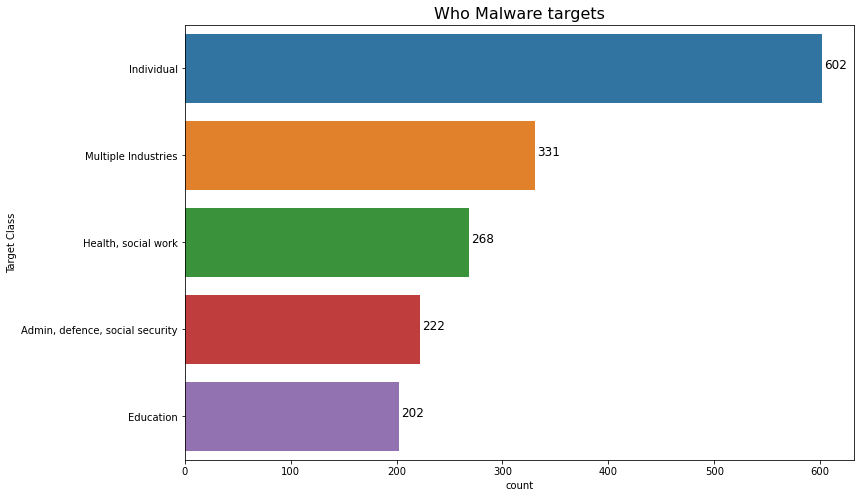 Who Malware targets
Individual
602
Multiple Industries
331
Health, social work
268
Admin, defence, social security
222
Education
202
Target Class
0 100 200 300 400 500 600
count